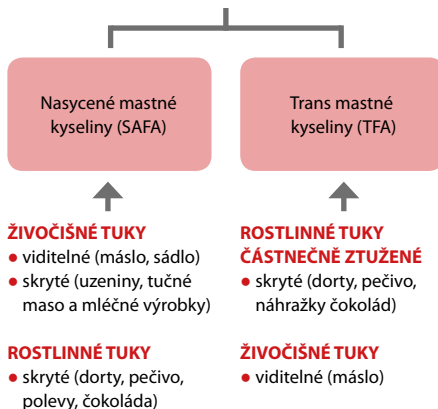 Nasycené mastné
kyseliny (SAFA)
Trans mastné
kyseliny (TFA)
ŽIVOČIŠNÉ TUKY
• viditelné (máslo, sádlo)
• skryté (uzeniny, tučné
maso a mléčné výrobky)
ROSTLINNÉ TUKY
• skryté (dorty, pečivo,
polevy, čokoláda)
ROSTLINNÉ TUKY
ČÁSTNEČNĚ ZTUŽENÉ
• skryté (dorty, pečivo,
náhražky čokolád)
ŽIVOČIŠNÉ TUKY
• viditelné (máslo)